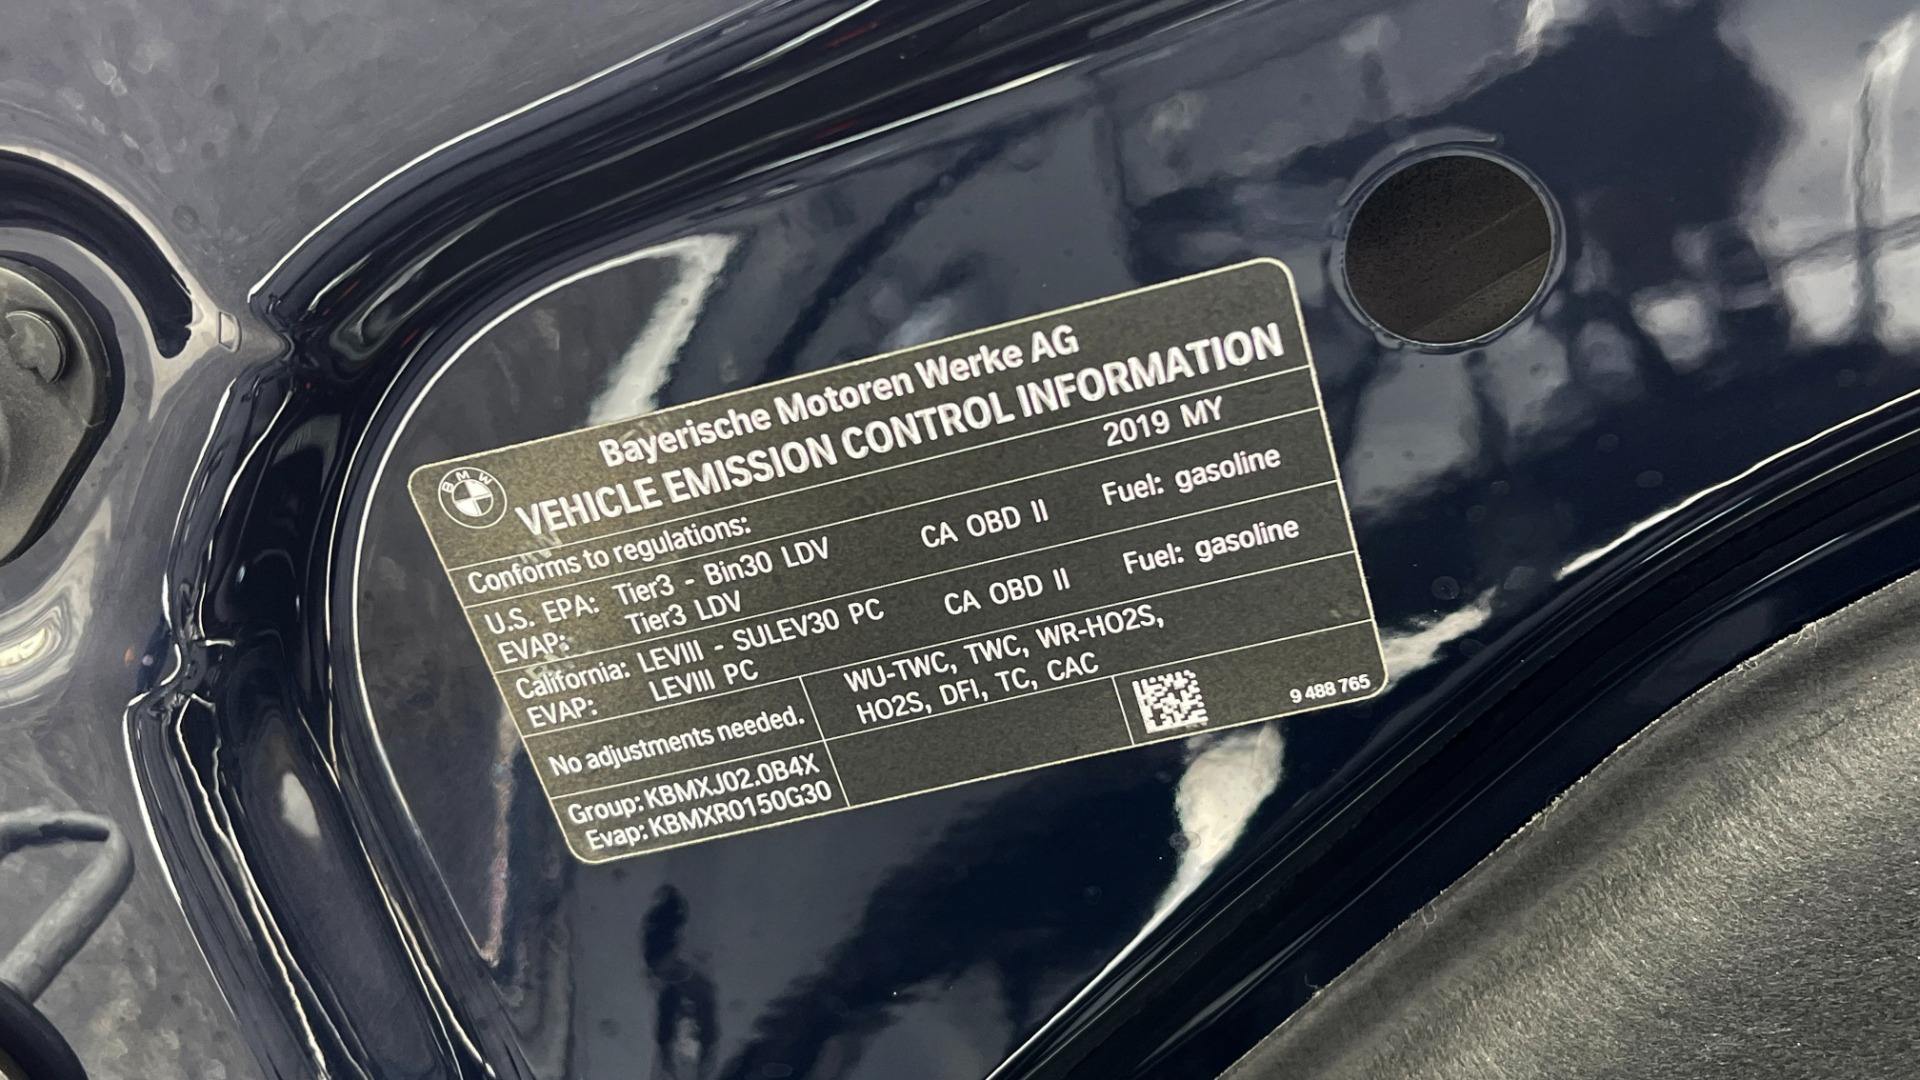 BMW
Bayerische Motoren Werke AG
VEHICLE EMISSION CONTROL INFORMATION
Conforms to regulations: 2019 MY
U.S. EPA: Tier3 - Bin30 LDV CA OBD II Fuel: gasoline
EVAP: Tier3 LDV
California: LEVIII - SULEV30 PC CA OBD II Fuel: gasoline
EVAP: LEVIII PC
No adjustments needed.
WU-TWC, TWC, WR-HO2S,
HO2S, DFI, TC, CAC
Group: KBMXJ02.0B4X
Evap: KBMXR0150G30
9 488 765